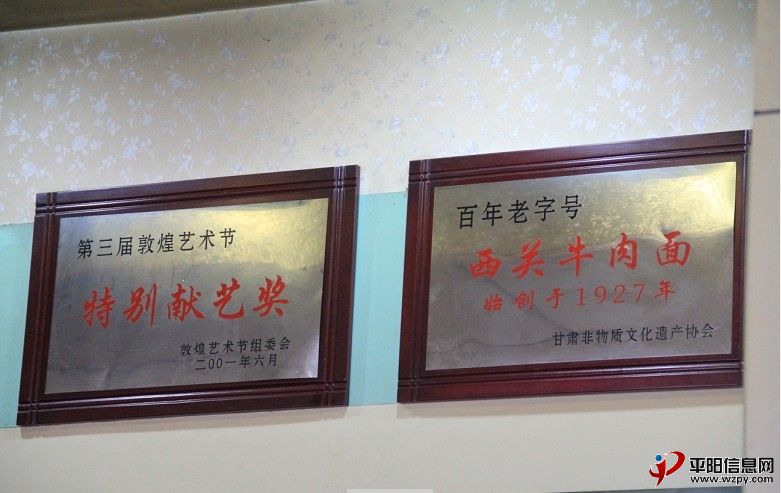 第三届敦煌艺术节
特别献艺奖
敦煌艺术节组委会
二〇〇一年六月
百年老字号
西关牛肉面
始创于1927年
甘肃非物质文化遗产协会
平阳信息网
www.wzpy.com